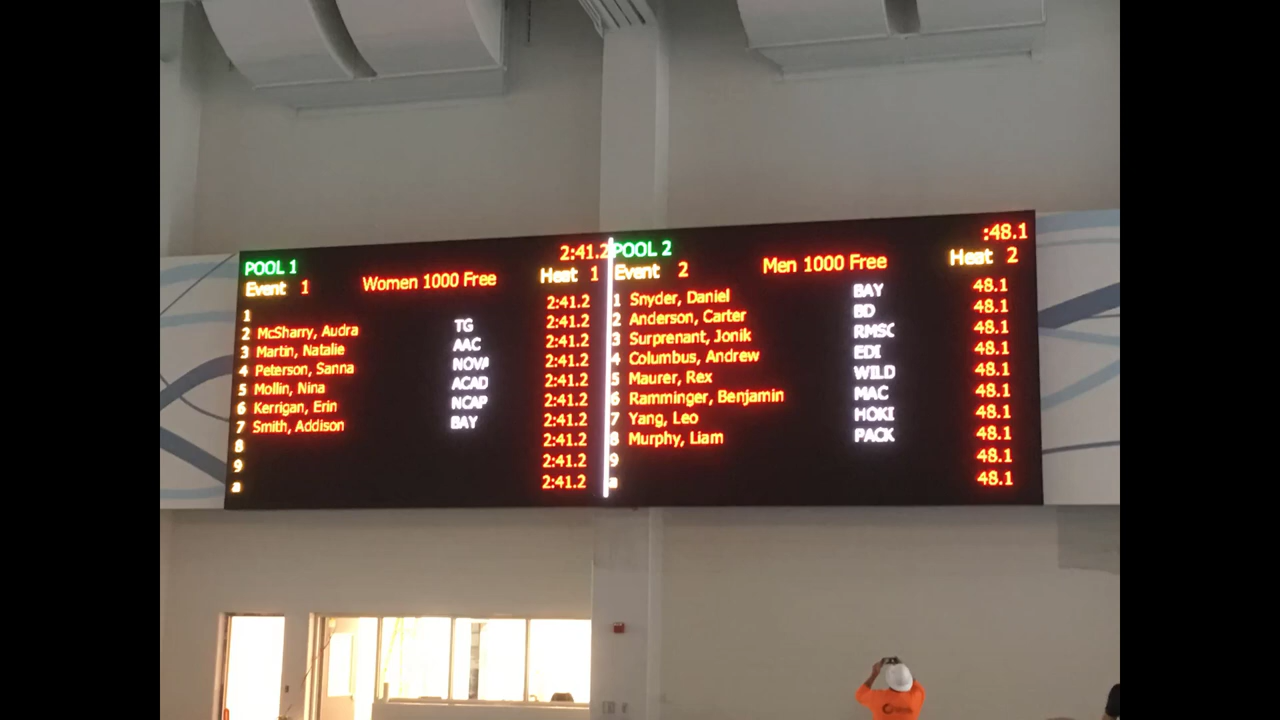 POOL 1 2:41.2
Event 1 Women 1000 Free Heat 1
1 2:41.2
2 McSharry, Audra TG 2:41.2
3 Martin, Natalie AAC 2:41.2
4 Peterson, Sanna NOVA 2:41.2
5 Mollin, Nina ACAD 2:41.2
6 Kerrigan, Erin NCAP 2:41.2
7 Smith, Addison BAY 2:41.2
8 2:41.2
9 2:41.2
a 2:41.2
POOL 2 :48.1
Event 2 Men 1000 Free Heat 2
1 Snyder, Daniel BAY 48.1
2 Anderson, Carter BD 48.1
3 Surprenant, Jonik RMSC 48.1
4 Columbus, Andrew EDI 48.1
5 Maurer, Rex WILD 48.1
6 Ramminger, Benjamin MAC 48.1
7 Yang, Leo HOKI 48.1
8 Murphy, Liam PACK 48.1
9 48.1
a 48.1